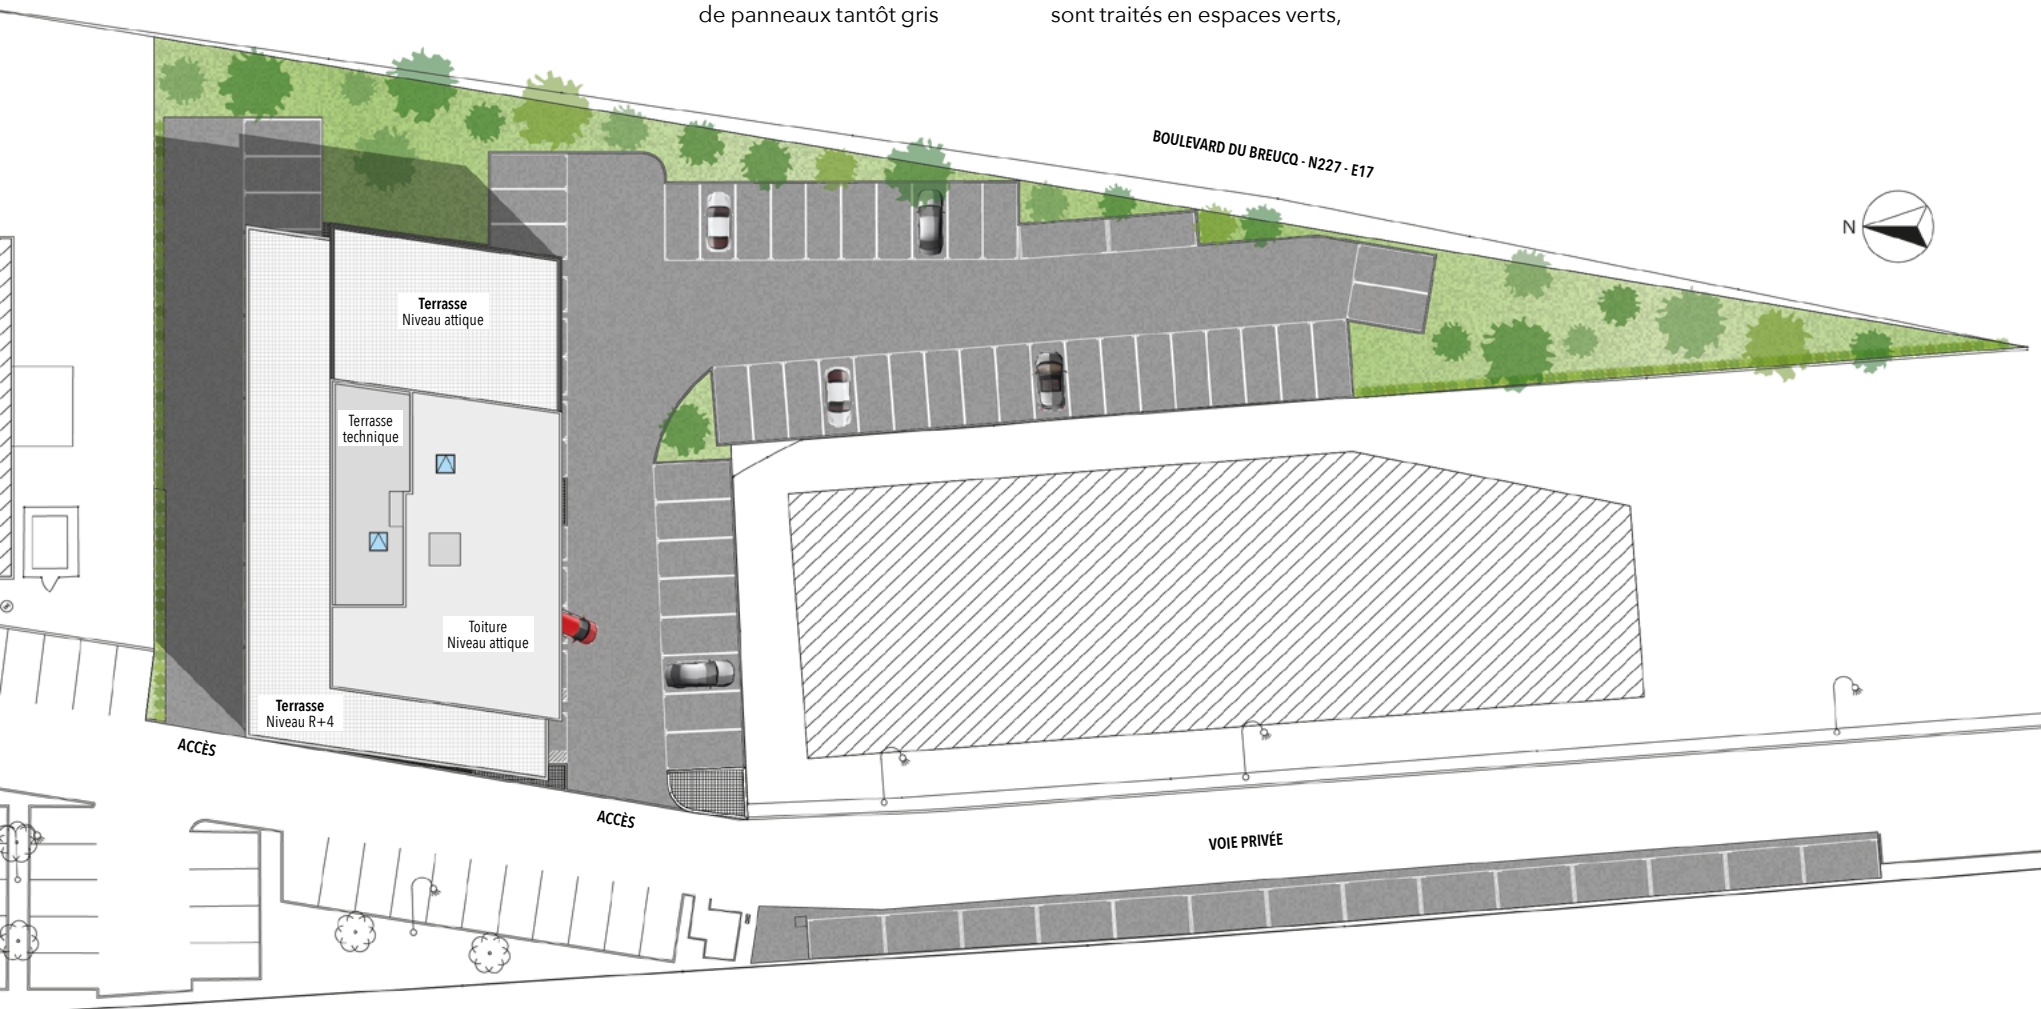 de panneaux tantôt gris
sont traités en espaces verts,
BOULEVARD DU BREUCQ - N227 - E17
N
Terrasse
Niveau attique
Terrasse
technique
Toiture
Niveau attique
Terrasse
Niveau R+4
ACCÈS
ACCÈS
VOIE PRIVÉE